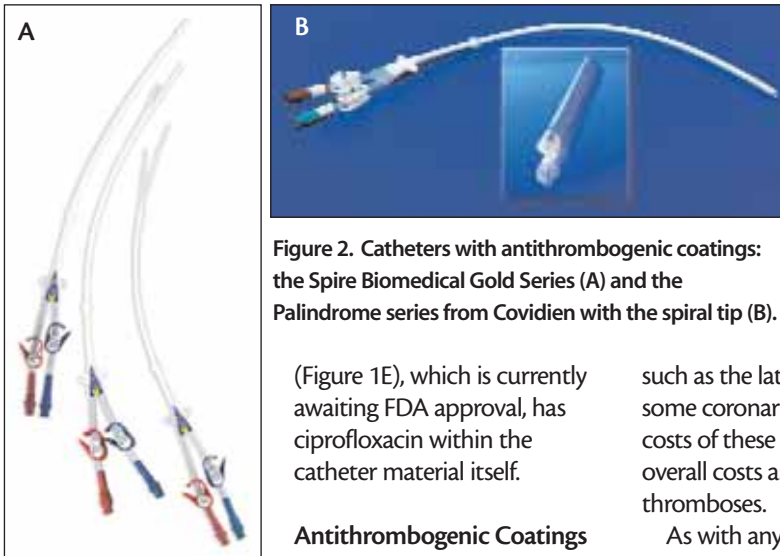 A
B
Figure 2. Catheters with antithrombogenic coatings:
the Spire Biomedical Gold Series (A) and the
Palindrome series from Covidien with the spiral tip (B).
(Figure 1E), which is currently
awaiting FDA approval, has
ciprofloxacin within the
catheter material itself.
Antithrombogenic Coatings
such as the lat
some coronar
costs of these
overall costs a
thromboses.
As with any